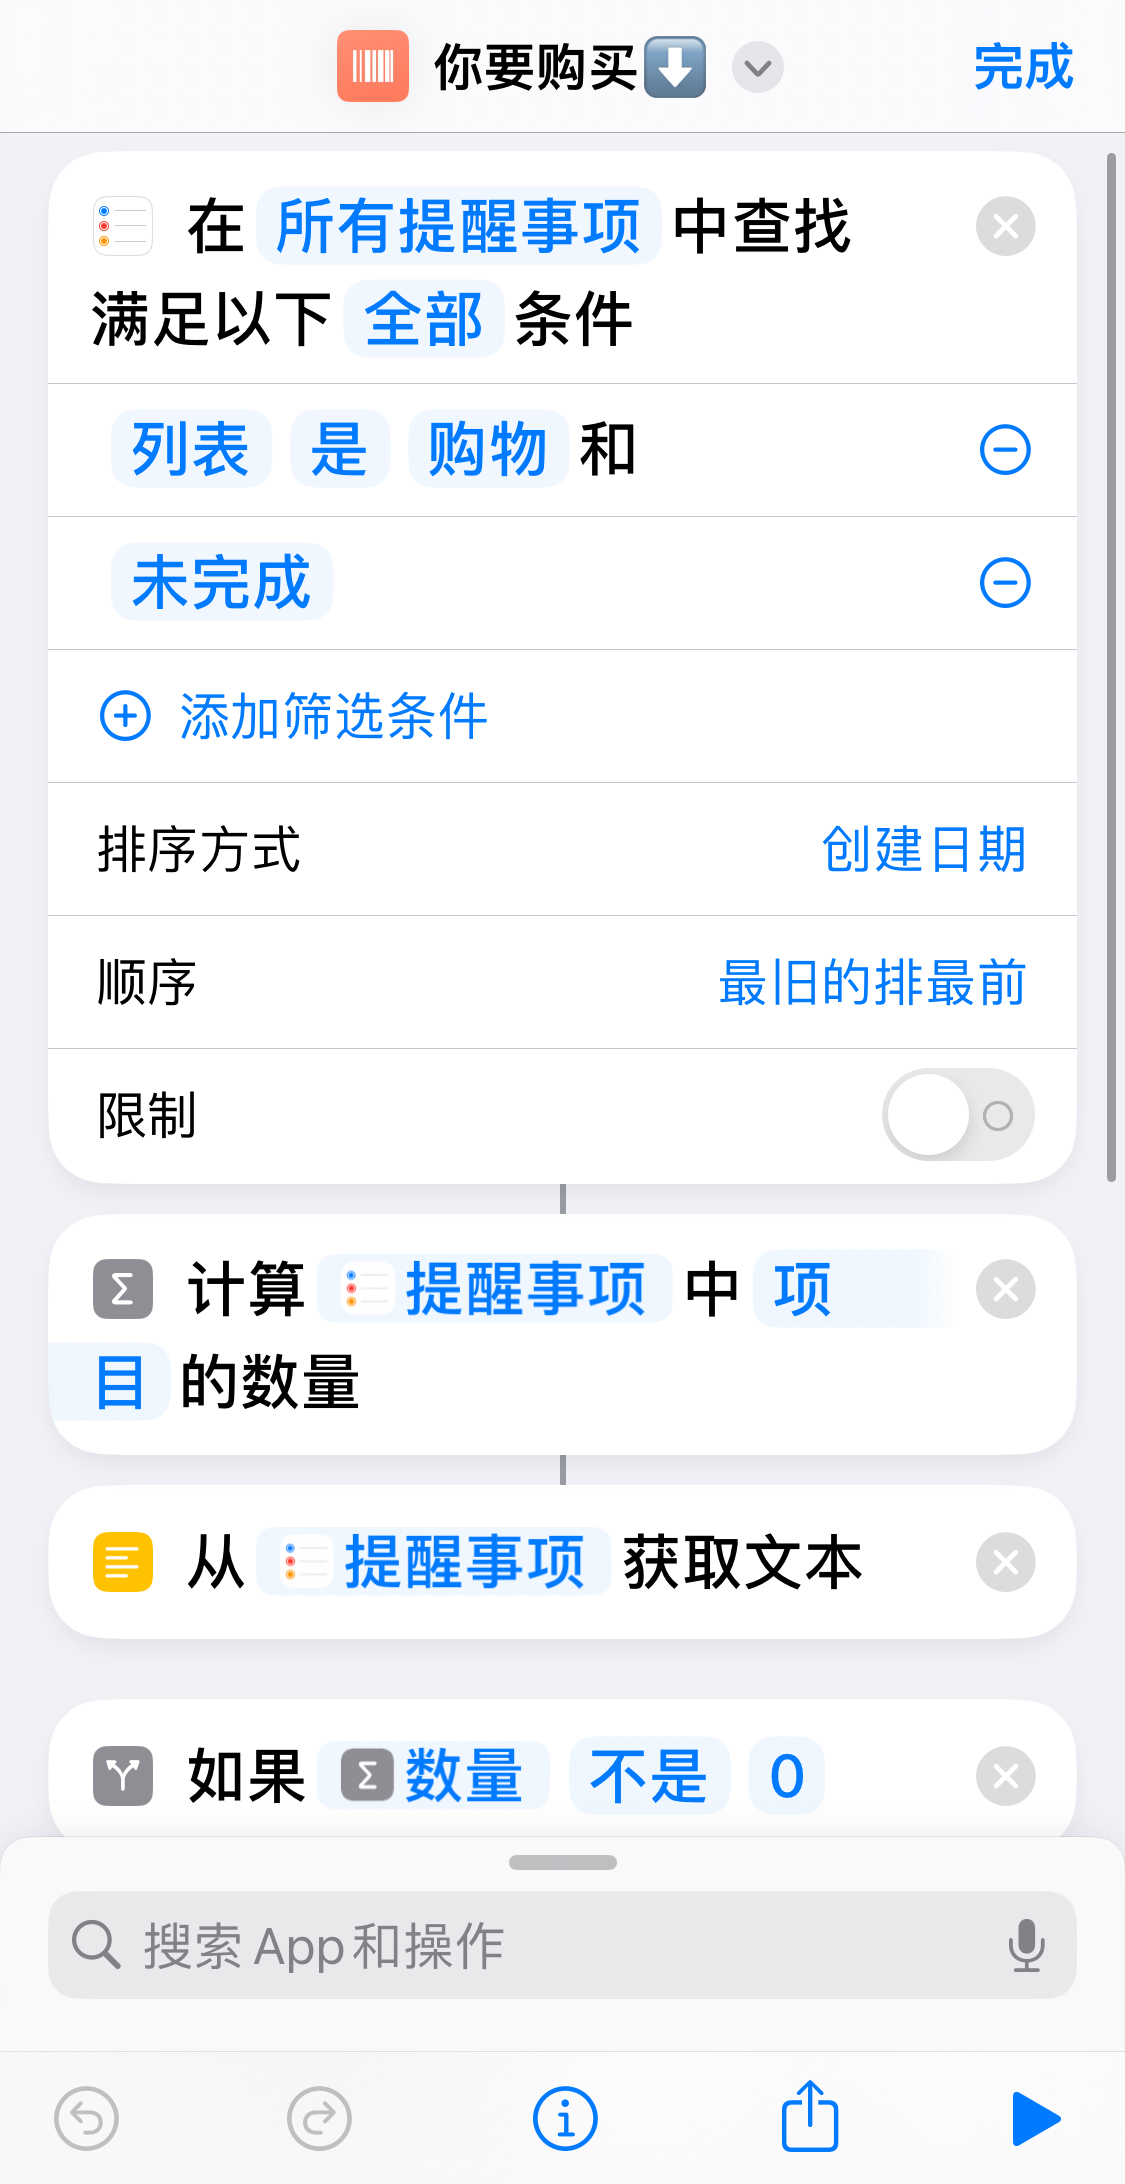 你要购买⬇️ 完成
在 所有提醒事项 中查找
满足以下 全部 条件
列表 是 购物 和
未完成
添加筛选条件
排序方式 创建日期
顺序 最旧的排最前
限制
计算 提醒事项 中 项
目 的数量
从 提醒事项 获取文本
如果 数量 不是 0
搜索 App 和操作